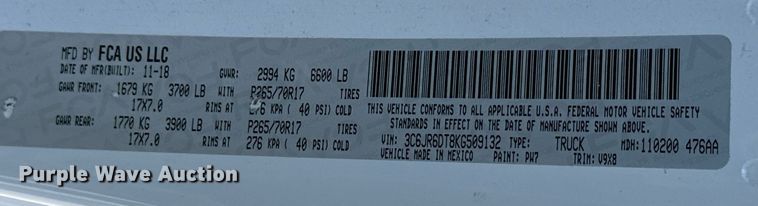 MFD BY FCA US LLC
DATE OF MFR(BUILT): 11-18 GVWR: 2994 KG 6600 LB
GAWR FRONT: 1679 KG 3700 LB WITH P265/70R17 TIRES
17X7.0 RIMS AT 276 KPA ( 40 PSI) COLD
GAWR REAR: 1770 KG 3900 LB WITH P265/70R17 TIRES
17X7.0 RIMS AT 276 KPA ( 40 PSI) COLD
THIS VEHICLE CONFORMS TO ALL APPLICABLE U.S.A. FEDERAL MOTOR VEHICLE SAFETY
STANDARDS IN EFFECT ON THE DATE OF MANUFACTURE SHOWN ABOVE.
VIN: 3C6JR6DT8KG509132 TYPE: TRUCK MDH:110200 476AA
VEHICLE MADE IN MEXICO PAINT: PW7 TRIM: V9X8
Purple Wave Auction